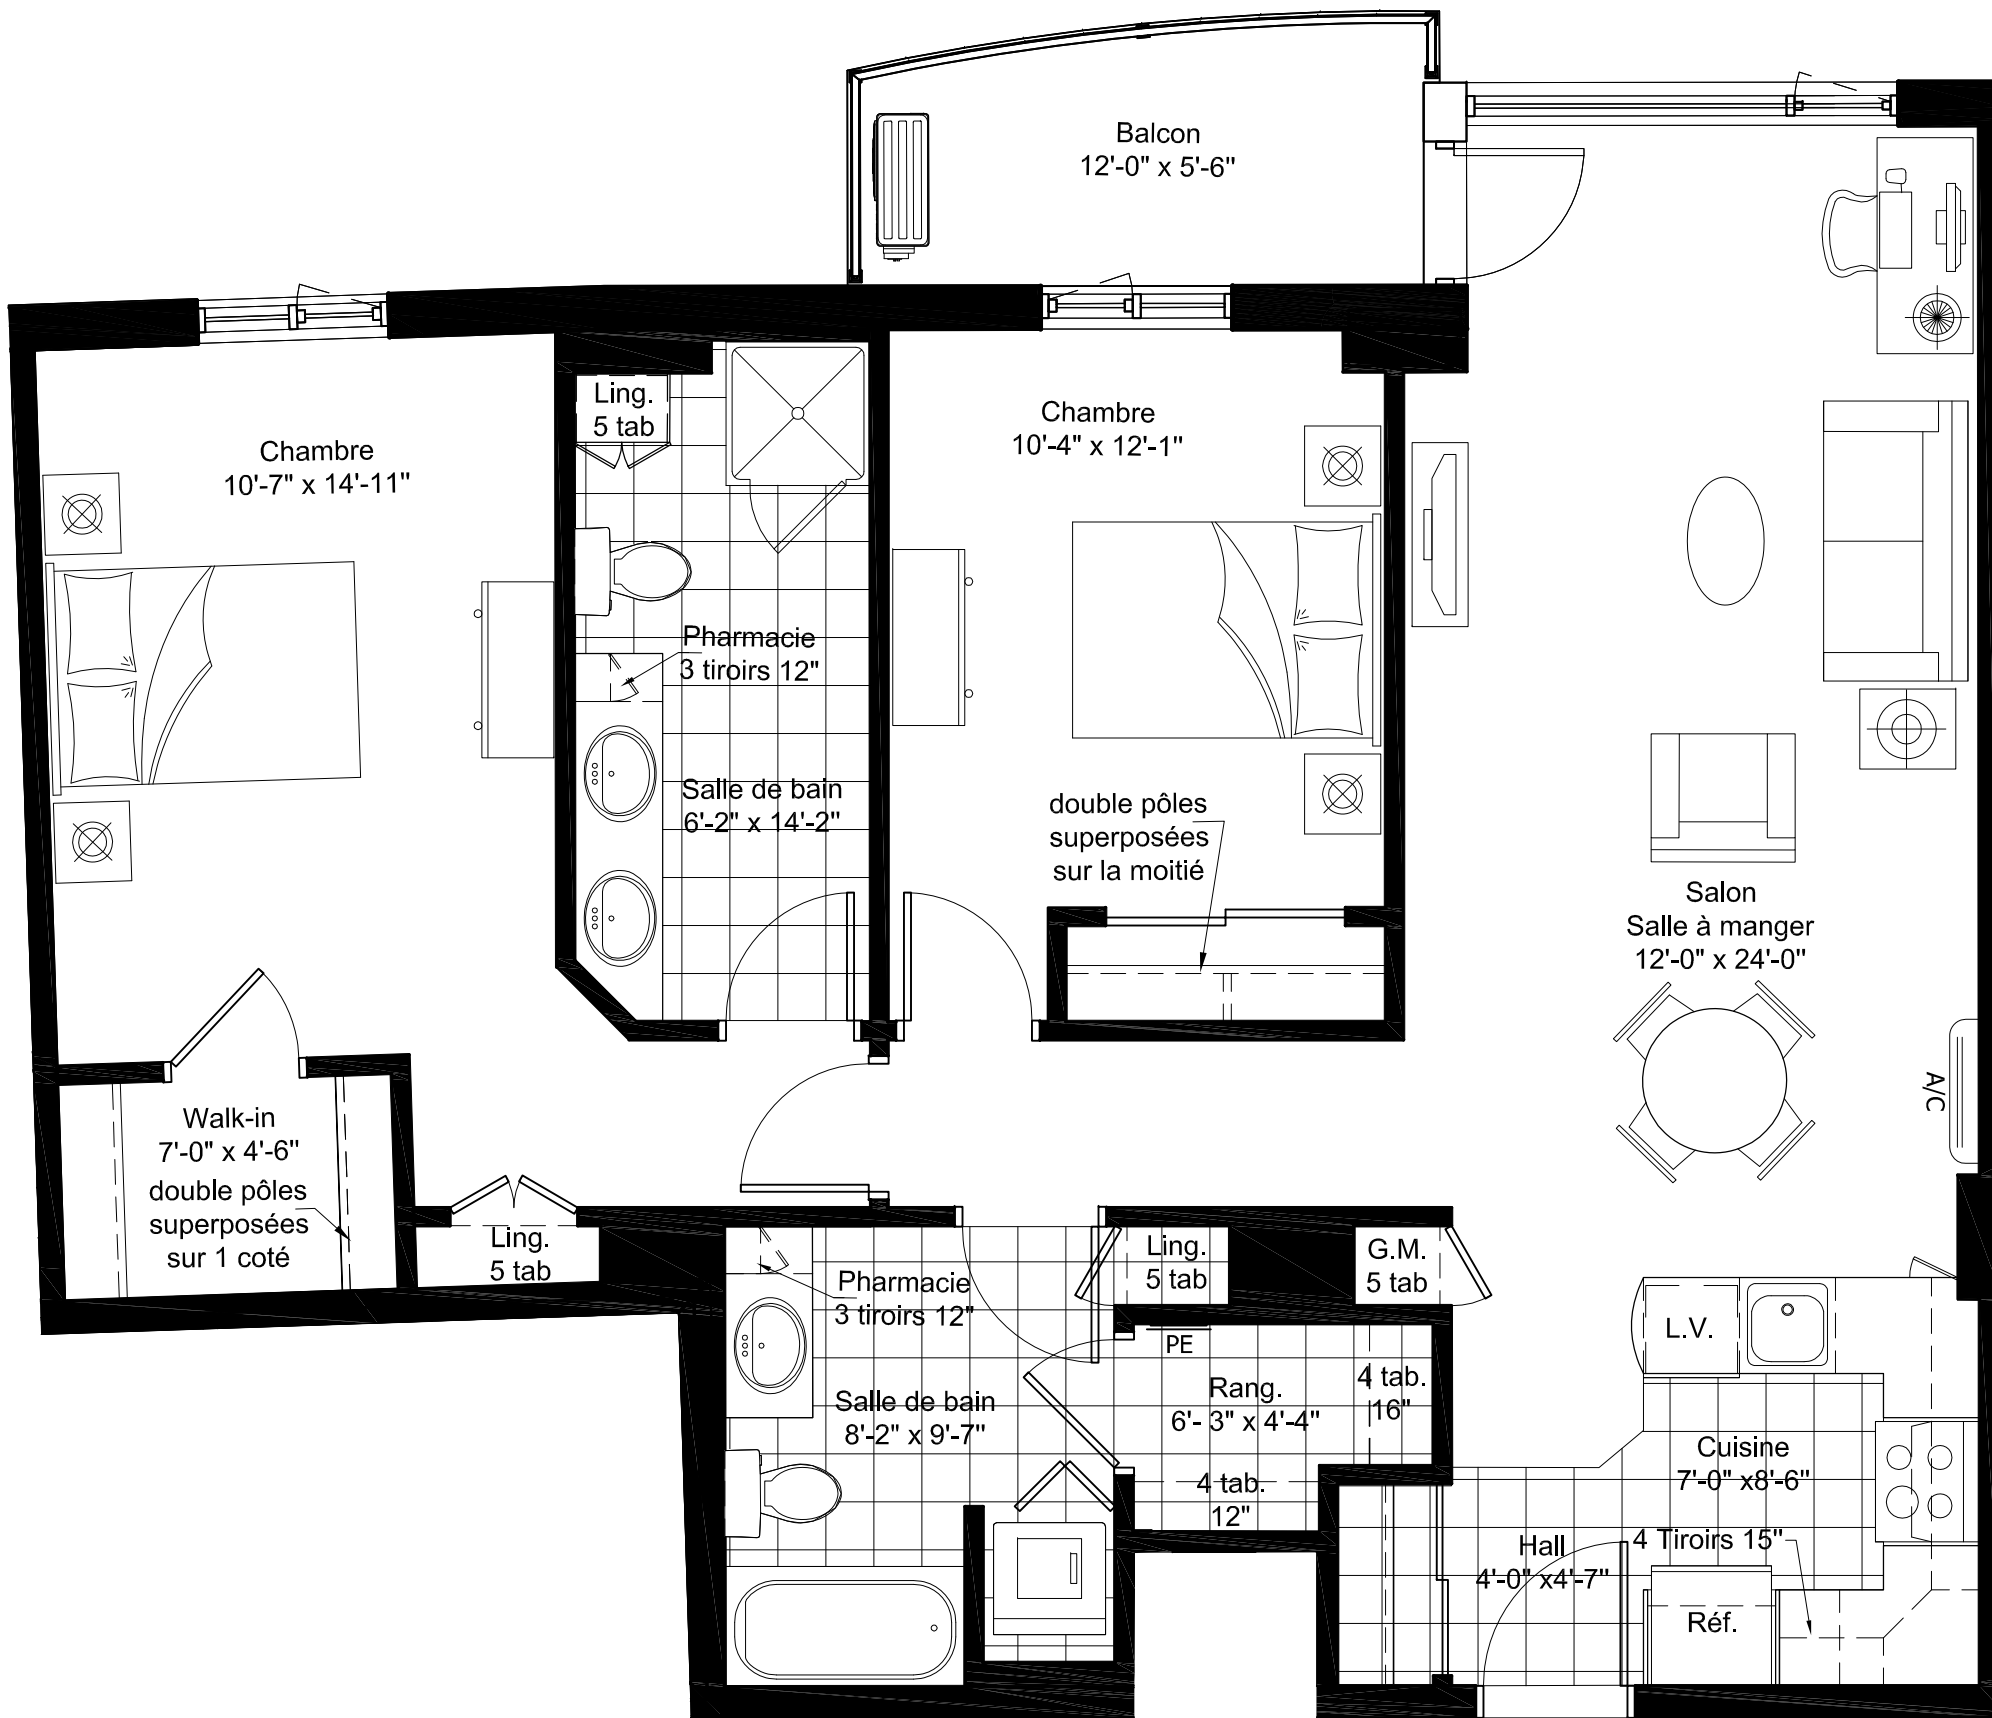 Balcon
12'-0" x 5'-6"
Chambre
10'-7" x 14'-11"
Ling.
5 tab
Pharmacie
3 tiroirs 12"
Salle de bain
6'-2" x 14'-2"
Chambre
10'-4" x 12'-1"
double pôles
superposées
sur la moitié
Salon
Salle à manger
12'-0" x 24'-0"
A/C
Walk-in
7'-0" x 4'-6"
double pôles
superposées
sur 1 coté
Ling.
5 tab
Pharmacie
3 tiroirs 12"
Salle de bain
8'-2" x 9'-7"
Ling.
5 tab
G.M.
5 tab
PE
Rang.
6'- 3" x 4'-4"
4 tab.
16"
4 tab.
12"
L.V.
Cuisine
7'-0" x8'-6"
4 Tiroirs 15"
Hall
4'-0" x4'-7"
Réf.